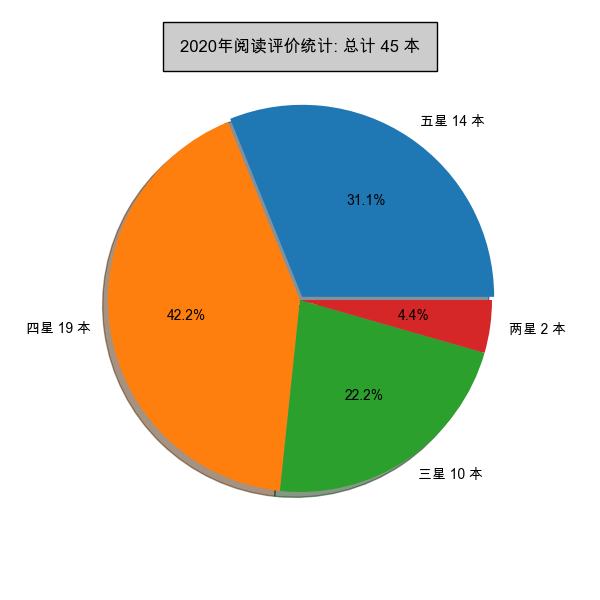 2020年阅读评价统计: 总计 45 本
五星 14 本
31.1%
42.2%
四星 19 本
4.4%
两星 2 本
22.2%
三星 10 本